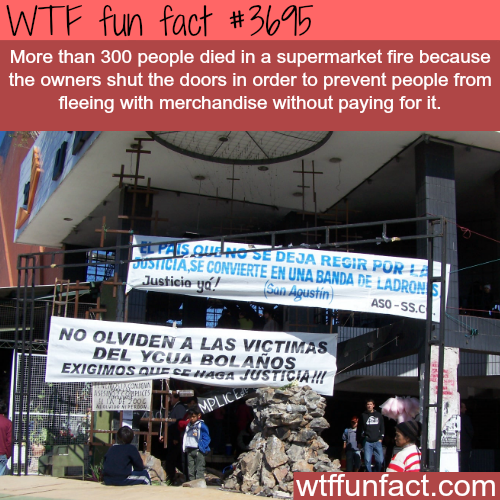 WTF fun fact #3695
More than 300 people died in a supermarket fire because
the owners shut the doors in order to prevent people from
fleeing with merchandise without paying for it.
EL PAIS QUE NO SE DEJA REGIR POR LA
JUSTICIA, SE CONVIERTE EN UNA BANDA DE LADRONES
Justicia ya!
(San Agustin)
ASO-SS.C
NO OLVIDEN A LAS VICTIMAS
DEL YCUA BOLAÑOS
EXIGIMOS QUE SE HAGA JUSTICIA!!!
MPLICE
wtffunfact.com